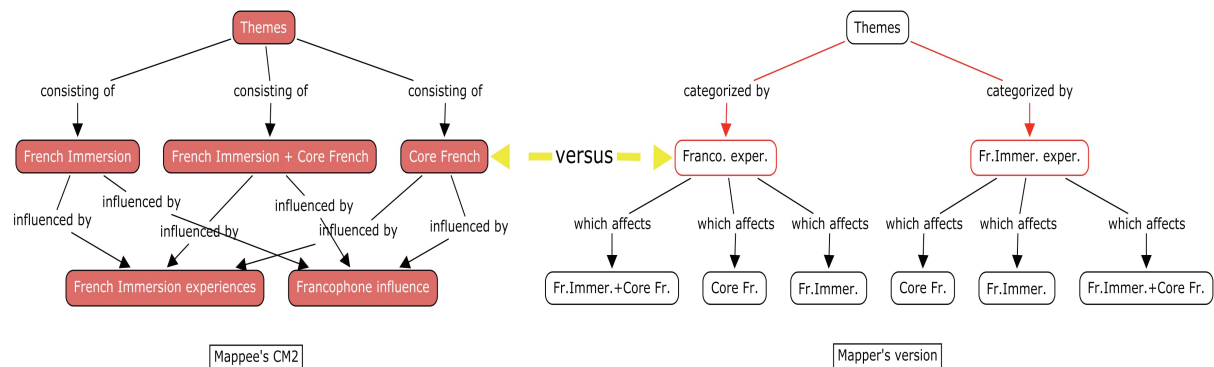 Themes
consisting of
consisting of
consisting of
French Immersion
French Immersion + Core French
Core French
influenced by
influenced by
influenced by
influenced by
influenced by
influenced by
French Immersion experiences
Francophone influence
Mappee's CM2
versus
Themes
categorized by
categorized by
Franco. exper.
Fr.Immer. exper.
which affects
which affects
which affects
which affects
which affects
which affects
Fr.Immer.+Core Fr.
Core Fr.
Fr.Immer.
Core Fr.
Fr.Immer.
Fr.Immer.+Core Fr.
Mapper's version